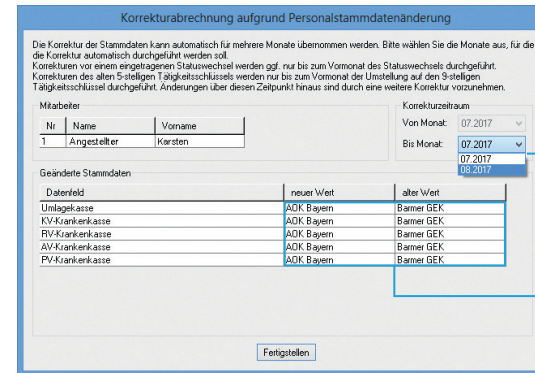 Korrekturabrechnung aufgrund Personalstammdatenänderung
Die Korrektur der Stammdaten kann automatisch für mehrere Monate übernommen werden. Bitte wählen Sie die Monate aus, für die
die Korrektur automatisch durchgeführt werden soll.
Korrekturen vor einem eingetragenen Statuswechsel werden ggf. nur bis zum Vormonat des Statuswechsels durchgeführt.
Korrekturen des alten 5-stelligen Tätigkeitsschlüssels werden nur bis zum Vormonat der Umstellung auf den 9-stelligen
Tätigkeitsschlüssel durchgeführt. Änderungen über diesen Zeitpunkt hinaus sind durch eine weitere Korrektur vorzunehmen.
Mitarbeiter
Nr Name Vorname
1 Angestellter Karsten
Korrekturzeitraum
Von Monat: 07.2017
Bis Monat: 07.2017
07.2017
08.2017
Geänderte Stammdaten
Datenfeld neuer Wert alter Wert
Umlagekasse AOK Bayern Barmer GEK
KV-Krankenkasse AOK Bayern Barmer GEK
RV-Krankenkasse AOK Bayern Barmer GEK
AV-Krankenkasse AOK Bayern Barmer GEK
PV-Krankenkasse AOK Bayern Barmer GEK
Fertigstellen